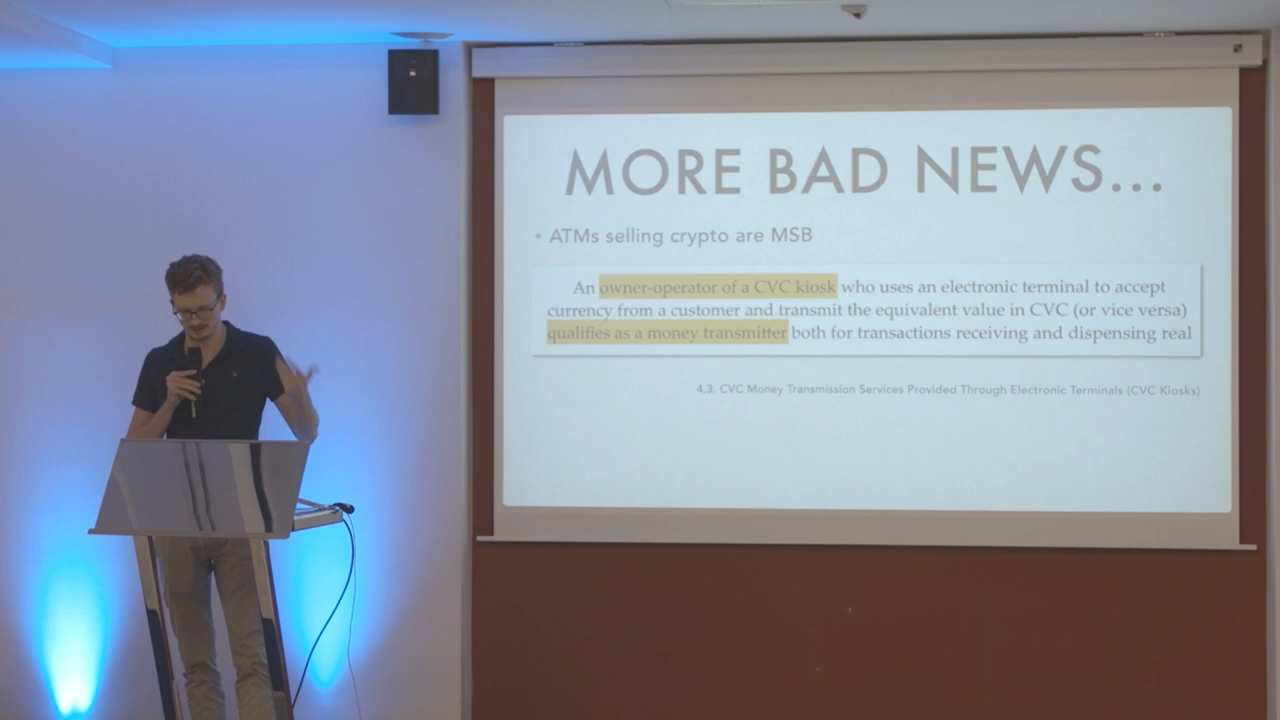 MORE BAD NEWS...
• ATMs selling crypto are MSB
An owner-operator of a CVC kiosk who uses an electronic terminal to accept
currency from a customer and transmit the equivalent value in CVC (or vice versa)
qualifies as a money transmitter both for transactions receiving and dispensing real
4.3. CVC Money Transmission Services Provided Through Electronic Terminals (CVC Kiosks)